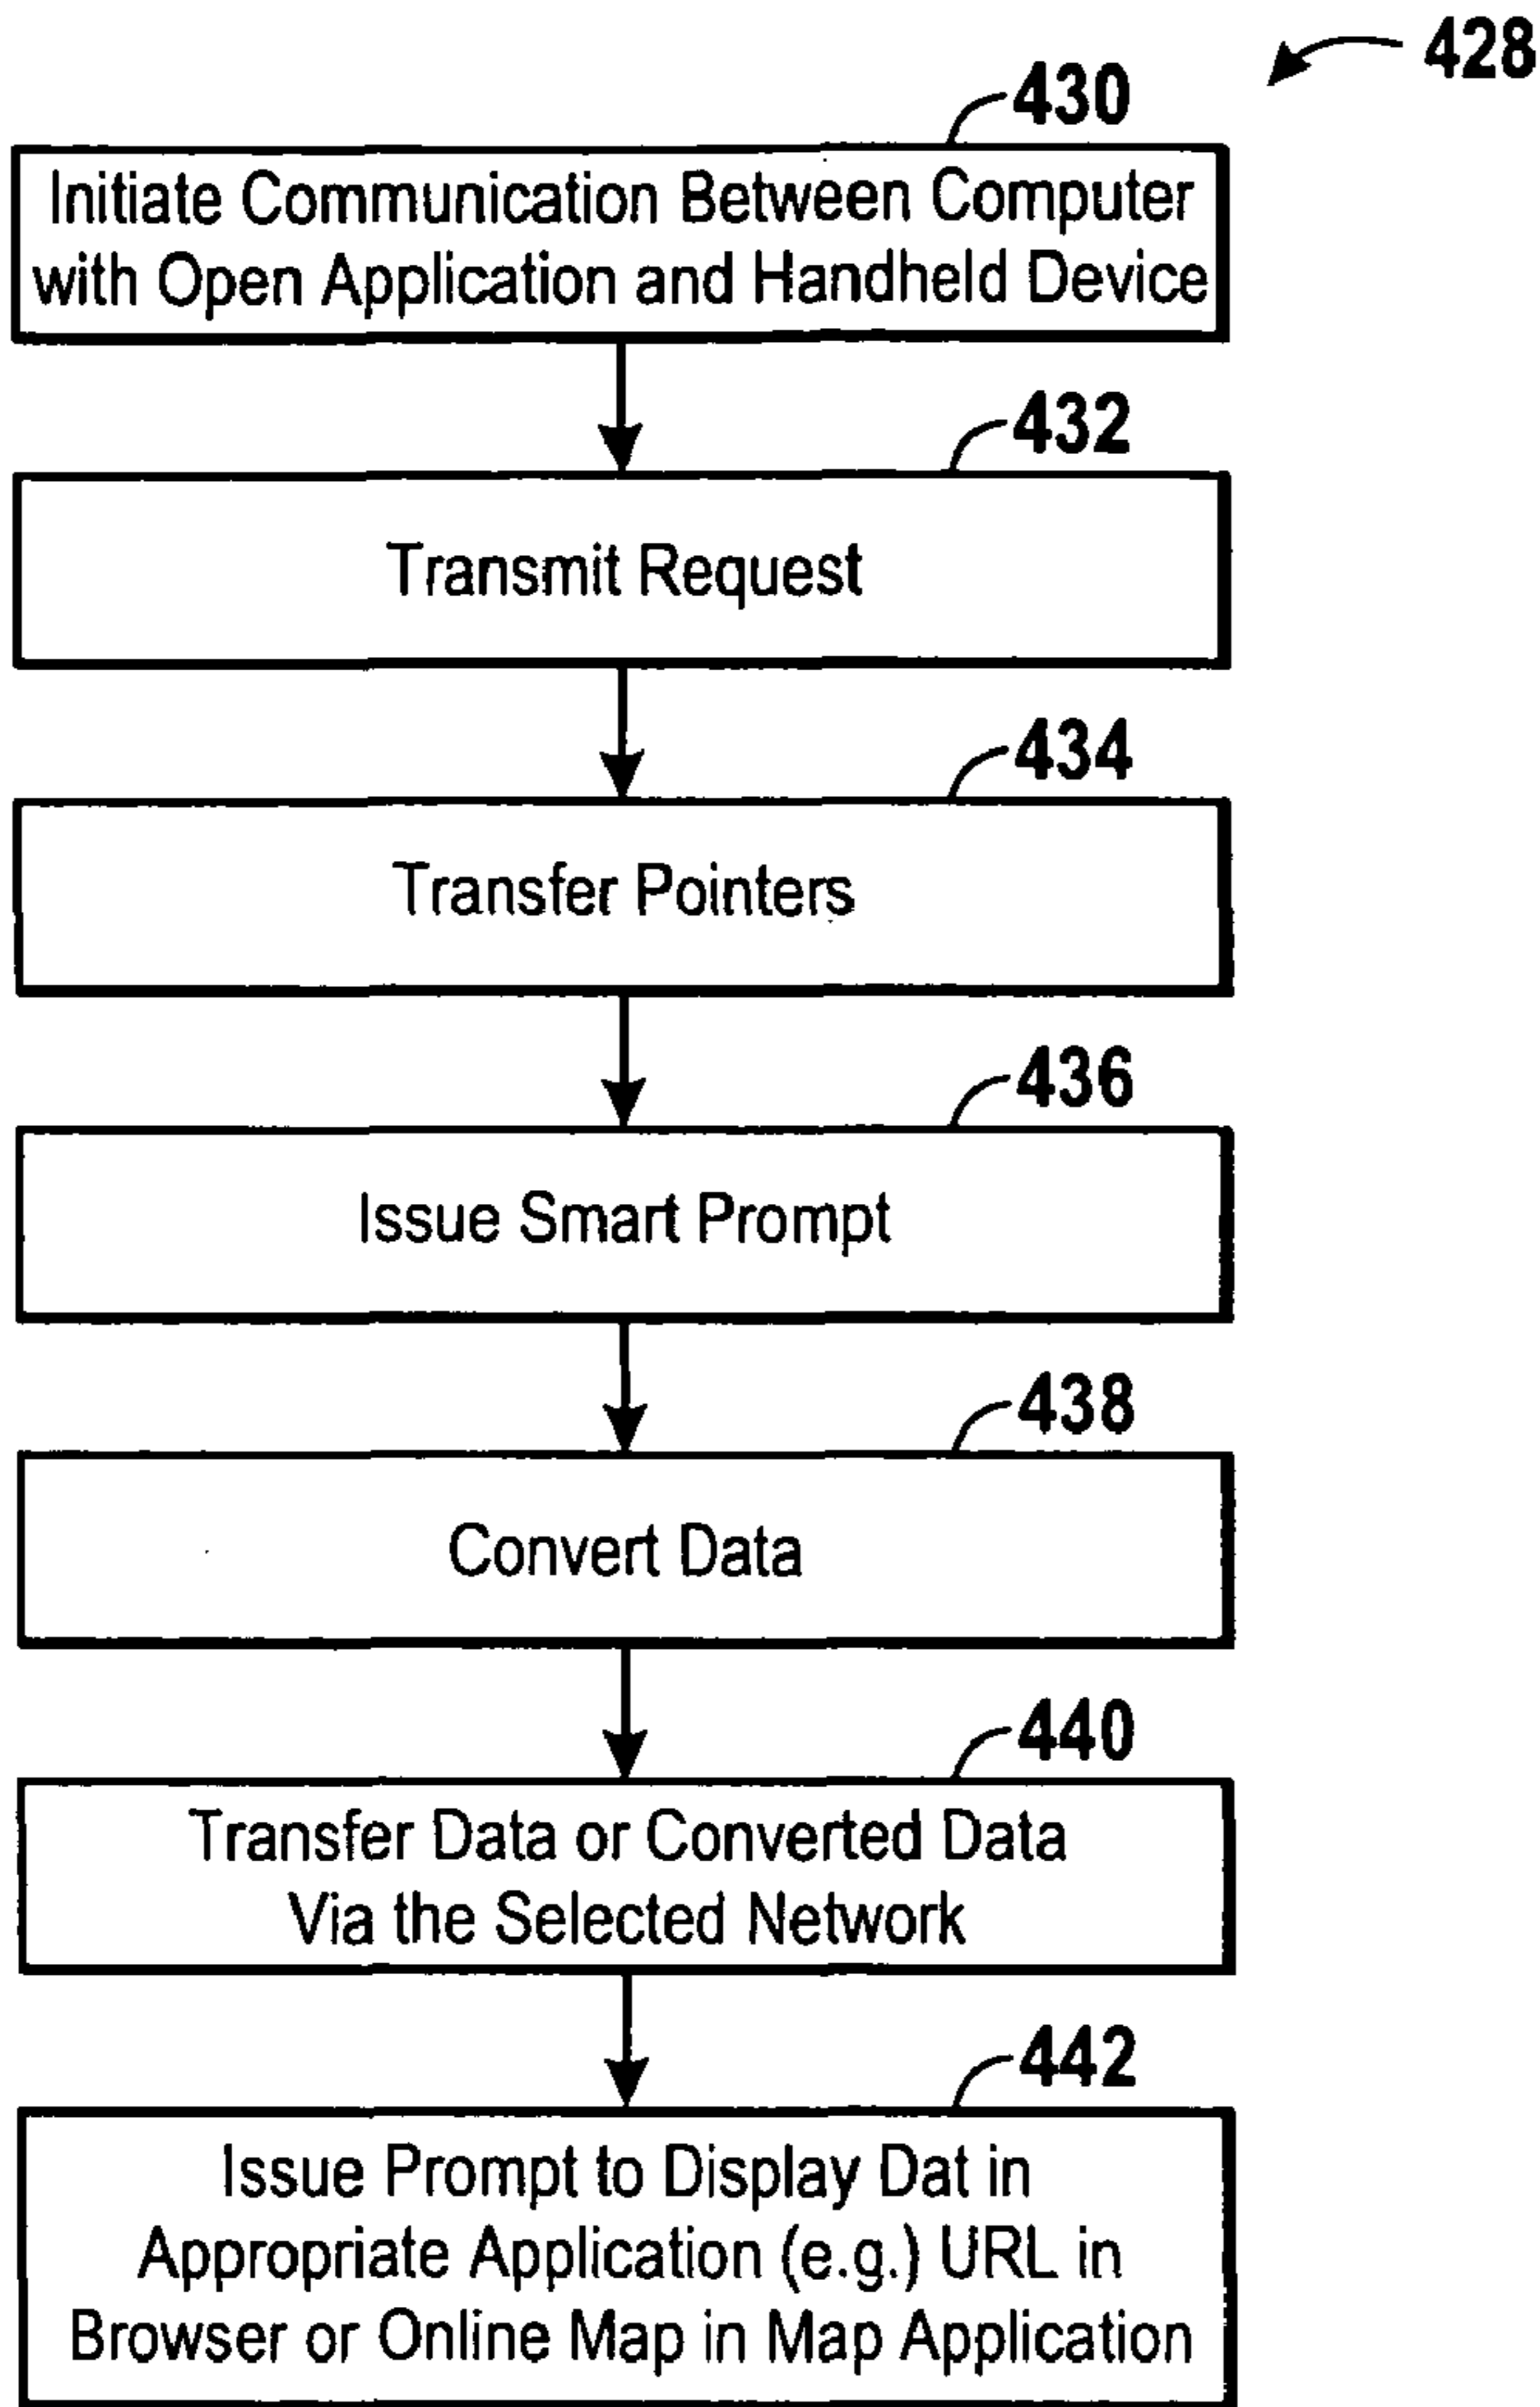 428
430
Initiate Communication Between Computer
with Open Application and Handheld Device
432
Transmit Request
434
Transfer Pointers
436
Issue Smart Prompt
438
Convert Data
440
Transfer Data or Converted Data
Via the Selected Network
442
Issue Prompt to Display Dat in
Appropriate Application (e.g.) URL in
Browser or Online Map in Map Application